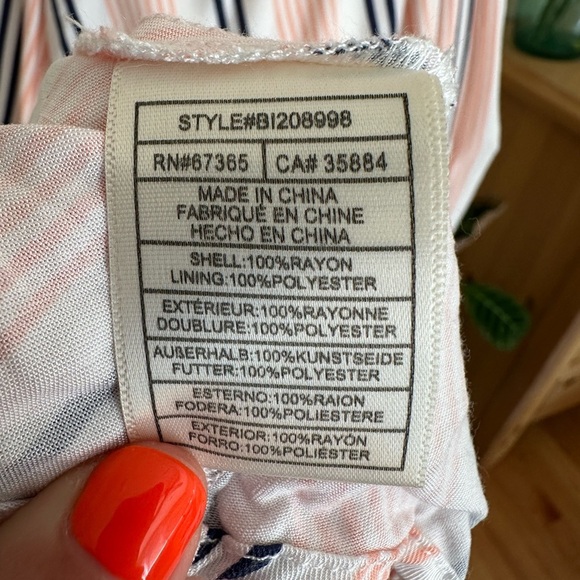 STYLE#BI208998
RN#67365 CA# 35884
MADE IN CHINA
FABRIQUÉ EN CHINE
HECHO EN CHINA
SHELL:100%RAYON
LINING:100%POLYESTER
EXTÉRIEUR:100%RAYONNE
DOUBLURE:100%POLYESTER
AUßERHALB:100%KUNSTSEIDE
FUTTER:100%POLYESTER
ESTERNO:100%RAION
FODERA:100%POLIESTERE
EXTERIOR:100%RAYÓN
FORRO:100%POLIÉSTER